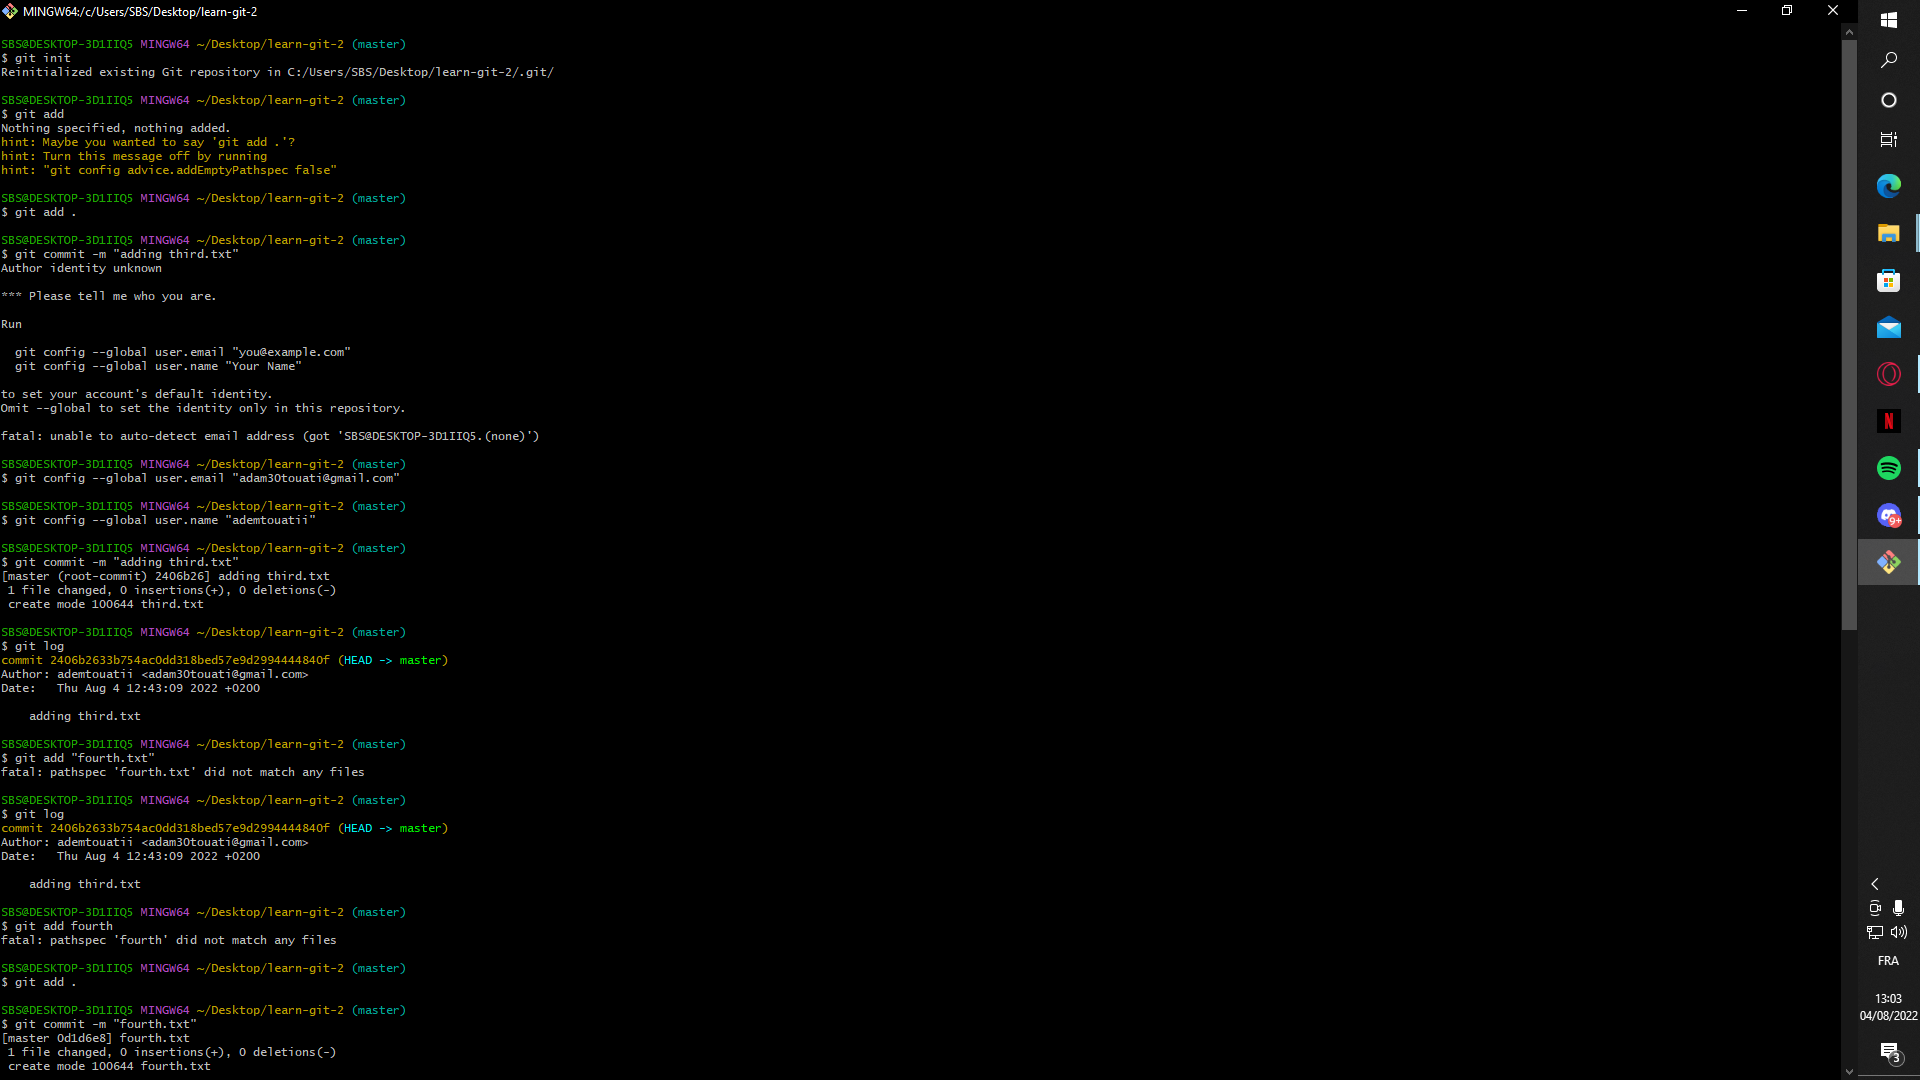 MINGW64:/c/Users/SBS/Desktop/learn-git-2
SBS@DESKTOP-3D1IIQ5 MINGW64 ~/Desktop/learn-git-2 (master)
$ git init
Reinitialized existing Git repository in C:/Users/SBS/Desktop/learn-git-2/.git/
SBS@DESKTOP-3D1IIQ5 MINGW64 ~/Desktop/learn-git-2 (master)
$ git add
Nothing specified, nothing added.
hint: Maybe you wanted to say 'git add .'?
hint: Turn this message off by running
hint: "git config advice.addEmptyPathspec false"
SBS@DESKTOP-3D1IIQ5 MINGW64 ~/Desktop/learn-git-2 (master)
$ git add .
SBS@DESKTOP-3D1IIQ5 MINGW64 ~/Desktop/learn-git-2 (master)
$ git commit -m "adding third.txt"
Author identity unknown
*** Please tell me who you are.
Run
git config --global user.email "you@example.com"
git config --global user.name "Your Name"
to set your account's default identity.
Omit --global to set the identity only in this repository.
fatal: unable to auto-detect email address (got 'SBS@DESKTOP-3D1IIQ5.(none)')
SBS@DESKTOP-3D1IIQ5 MINGW64 ~/Desktop/learn-git-2 (master)
$ git config --global user.email "adam30touati@gmail.com"
SBS@DESKTOP-3D1IIQ5 MINGW64 ~/Desktop/learn-git-2 (master)
$ git config --global user.name "ademtouatii"
SBS@DESKTOP-3D1IIQ5 MINGW64 ~/Desktop/learn-git-2 (master)
$ git commit -m "adding third.txt"
[master (root-commit) 2406b26] adding third.txt
1 file changed, 0 insertions(+), 0 deletions(-)
create mode 100644 third.txt
SBS@DESKTOP-3D1IIQ5 MINGW64 ~/Desktop/learn-git-2 (master)
$ git log
commit 2406b2633b754ac0dd318bed57e9d2994444840f (HEAD -> master)
Author: ademtouatii <adam30touati@gmail.com>
Date:   Thu Aug 4 12:43:09 2022 +0200
adding third.txt
SBS@DESKTOP-3D1IIQ5 MINGW64 ~/Desktop/learn-git-2 (master)
$ git add "fourth.txt"
fatal: pathspec 'fourth.txt' did not match any files
SBS@DESKTOP-3D1IIQ5 MINGW64 ~/Desktop/learn-git-2 (master)
$ git log
commit 2406b2633b754ac0dd318bed57e9d2994444840f (HEAD -> master)
Author: ademtouatii <adam30touati@gmail.com>
Date:   Thu Aug 4 12:43:09 2022 +0200
adding third.txt
SBS@DESKTOP-3D1IIQ5 MINGW64 ~/Desktop/learn-git-2 (master)
$ git add fourth
fatal: pathspec 'fourth' did not match any files
SBS@DESKTOP-3D1IIQ5 MINGW64 ~/Desktop/learn-git-2 (master)
$ git add .
SBS@DESKTOP-3D1IIQ5 MINGW64 ~/Desktop/learn-git-2 (master)
$ git commit -m "fourth.txt"
[master 0d1d6e8] fourth.txt
1 file changed, 0 insertions(+), 0 deletions(-)
create mode 100644 fourth.txt
N
9+
FRA
13:03
04/08/2022
3